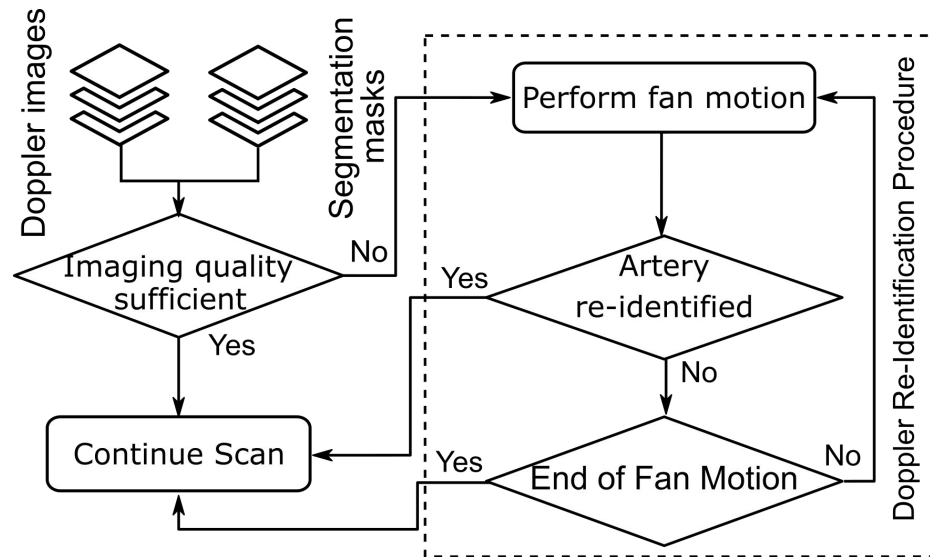 Doppler images
Segmentation
masks
Perform fan motion
Imaging quality
sufficient
No
Yes
Artery
re-identified
Yes
No
Continue Scan
End of Fan Motion
Yes
No
Doppler Re-Identification Procedure